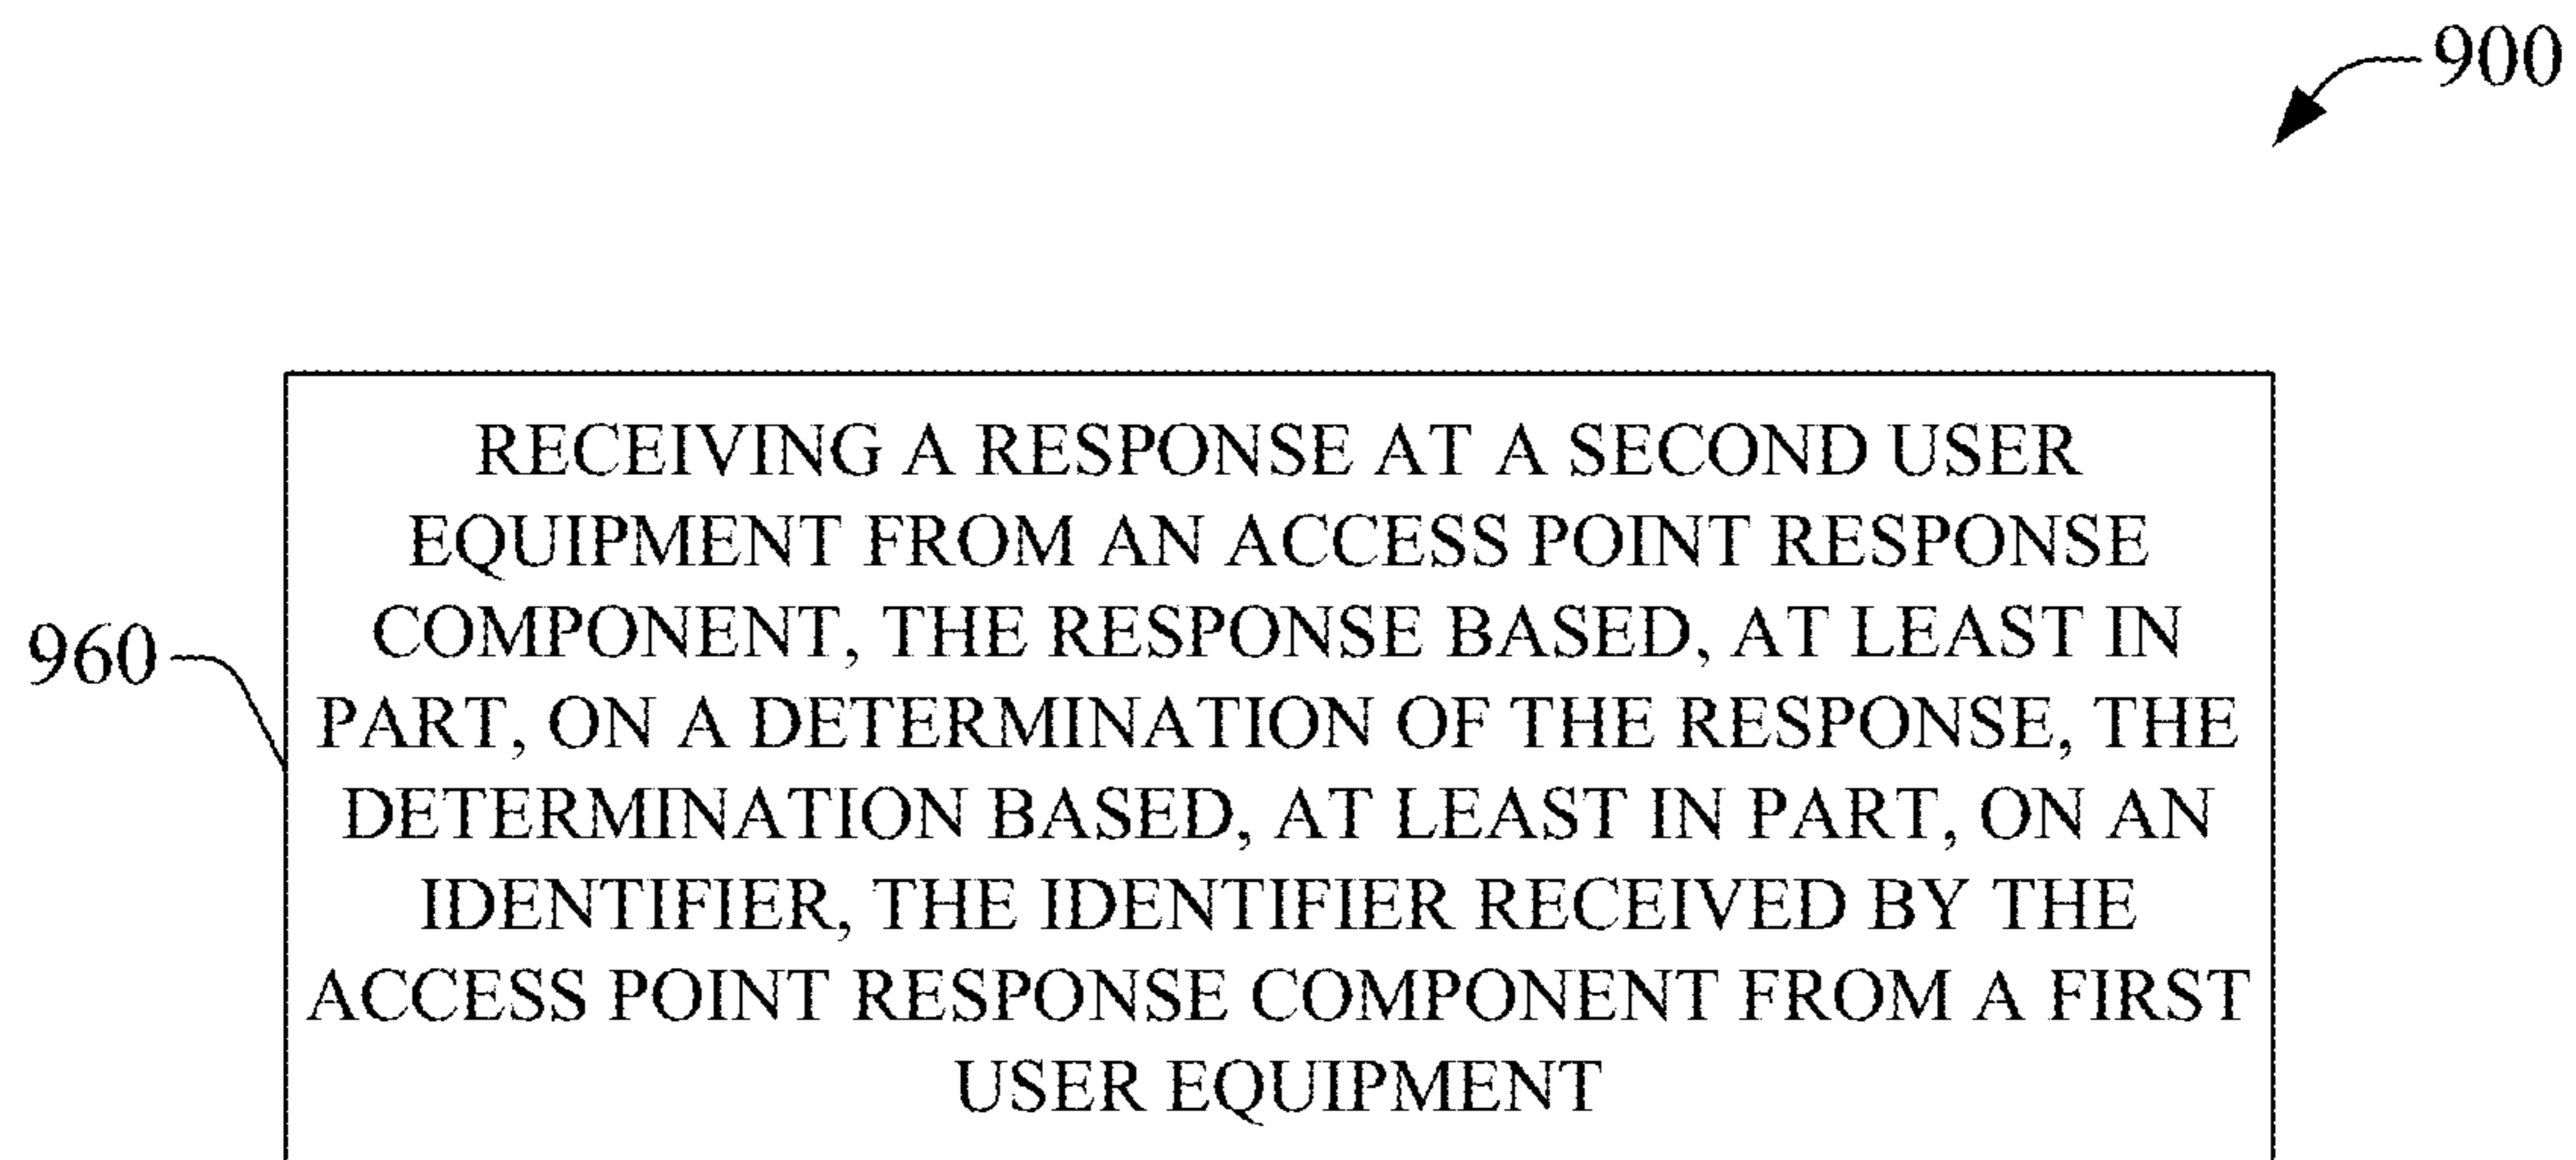 900
RECEIVING A RESPONSE AT A SECOND USER
EQUIPMENT FROM AN ACCESS POINT RESPONSE
COMPONENT, THE RESPONSE BASED, AT LEAST IN
960
PART, ON A DETERMINATION OF THE RESPONSE, THE
DETERMINATION BASED, AT LEAST IN PART, ON AN
IDENTIFIER, THE IDENTIFIER RECEIVED BY THE
ACCESS POINT RESPONSE COMPONENT FROM A FIRST
USER EQUIPMENT